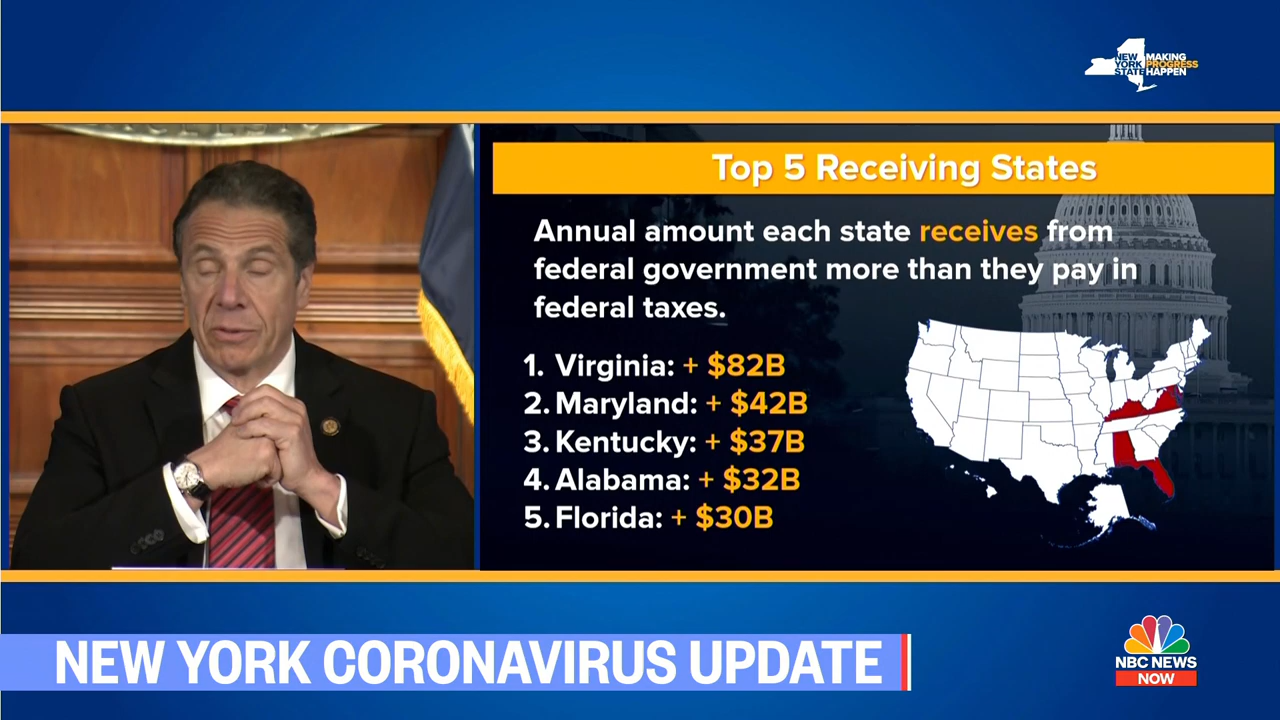 NEW YORK STATE
MAKING PROGRESS HAPPEN
Top 5 Receiving States
Annual amount each state receives from
federal government more than they pay in
federal taxes.
1. Virginia: + $82B
2. Maryland: + $42B
3. Kentucky: + $37B
4. Alabama: + $32B
5. Florida: + $30B
NEW YORK CORONAVIRUS UPDATE
NBC NEWS
NOW